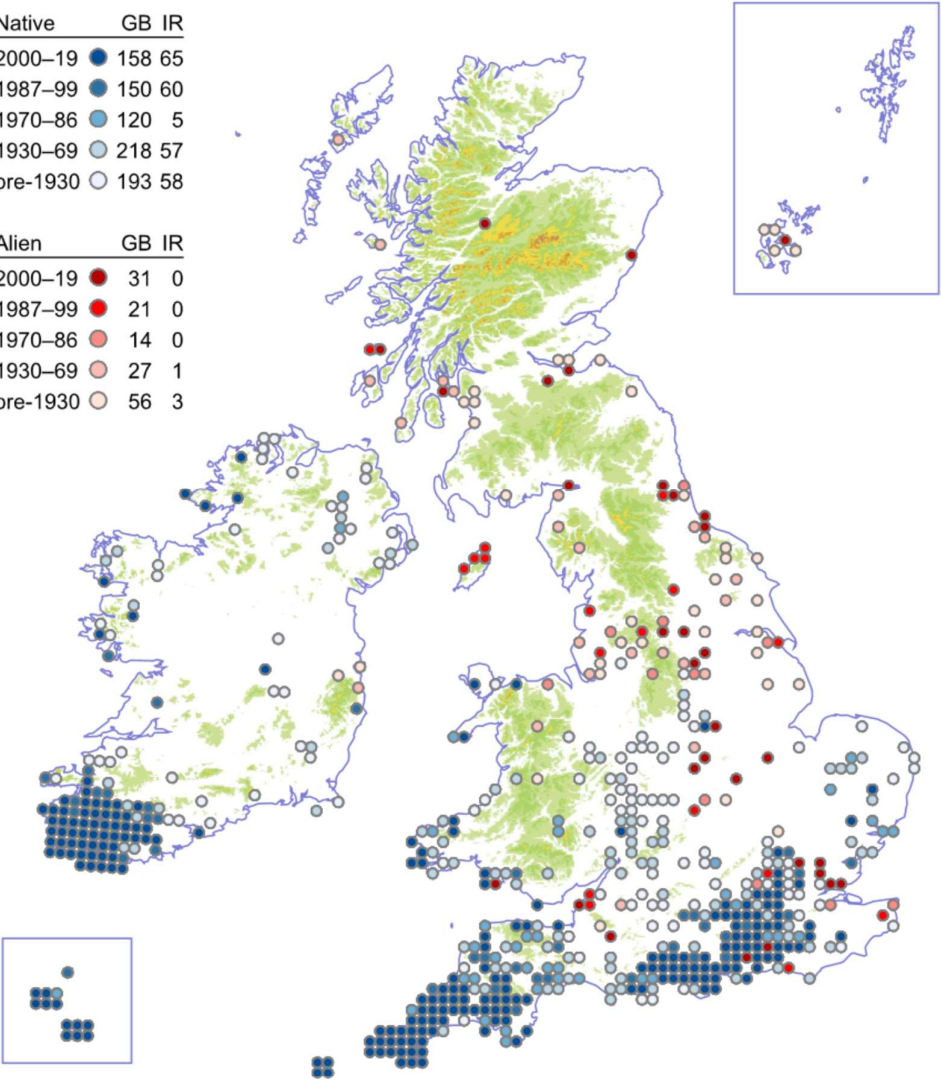 Native GB IR
2000–19 158 65
1987–99 150 60
1970–86 120 5
1930–69 218 57
pre-1930 193 58
Alien GB IR
2000–19 31 0
1987–99 21 0
1970–86 14 0
1930–69 27 1
pre-1930 56 3